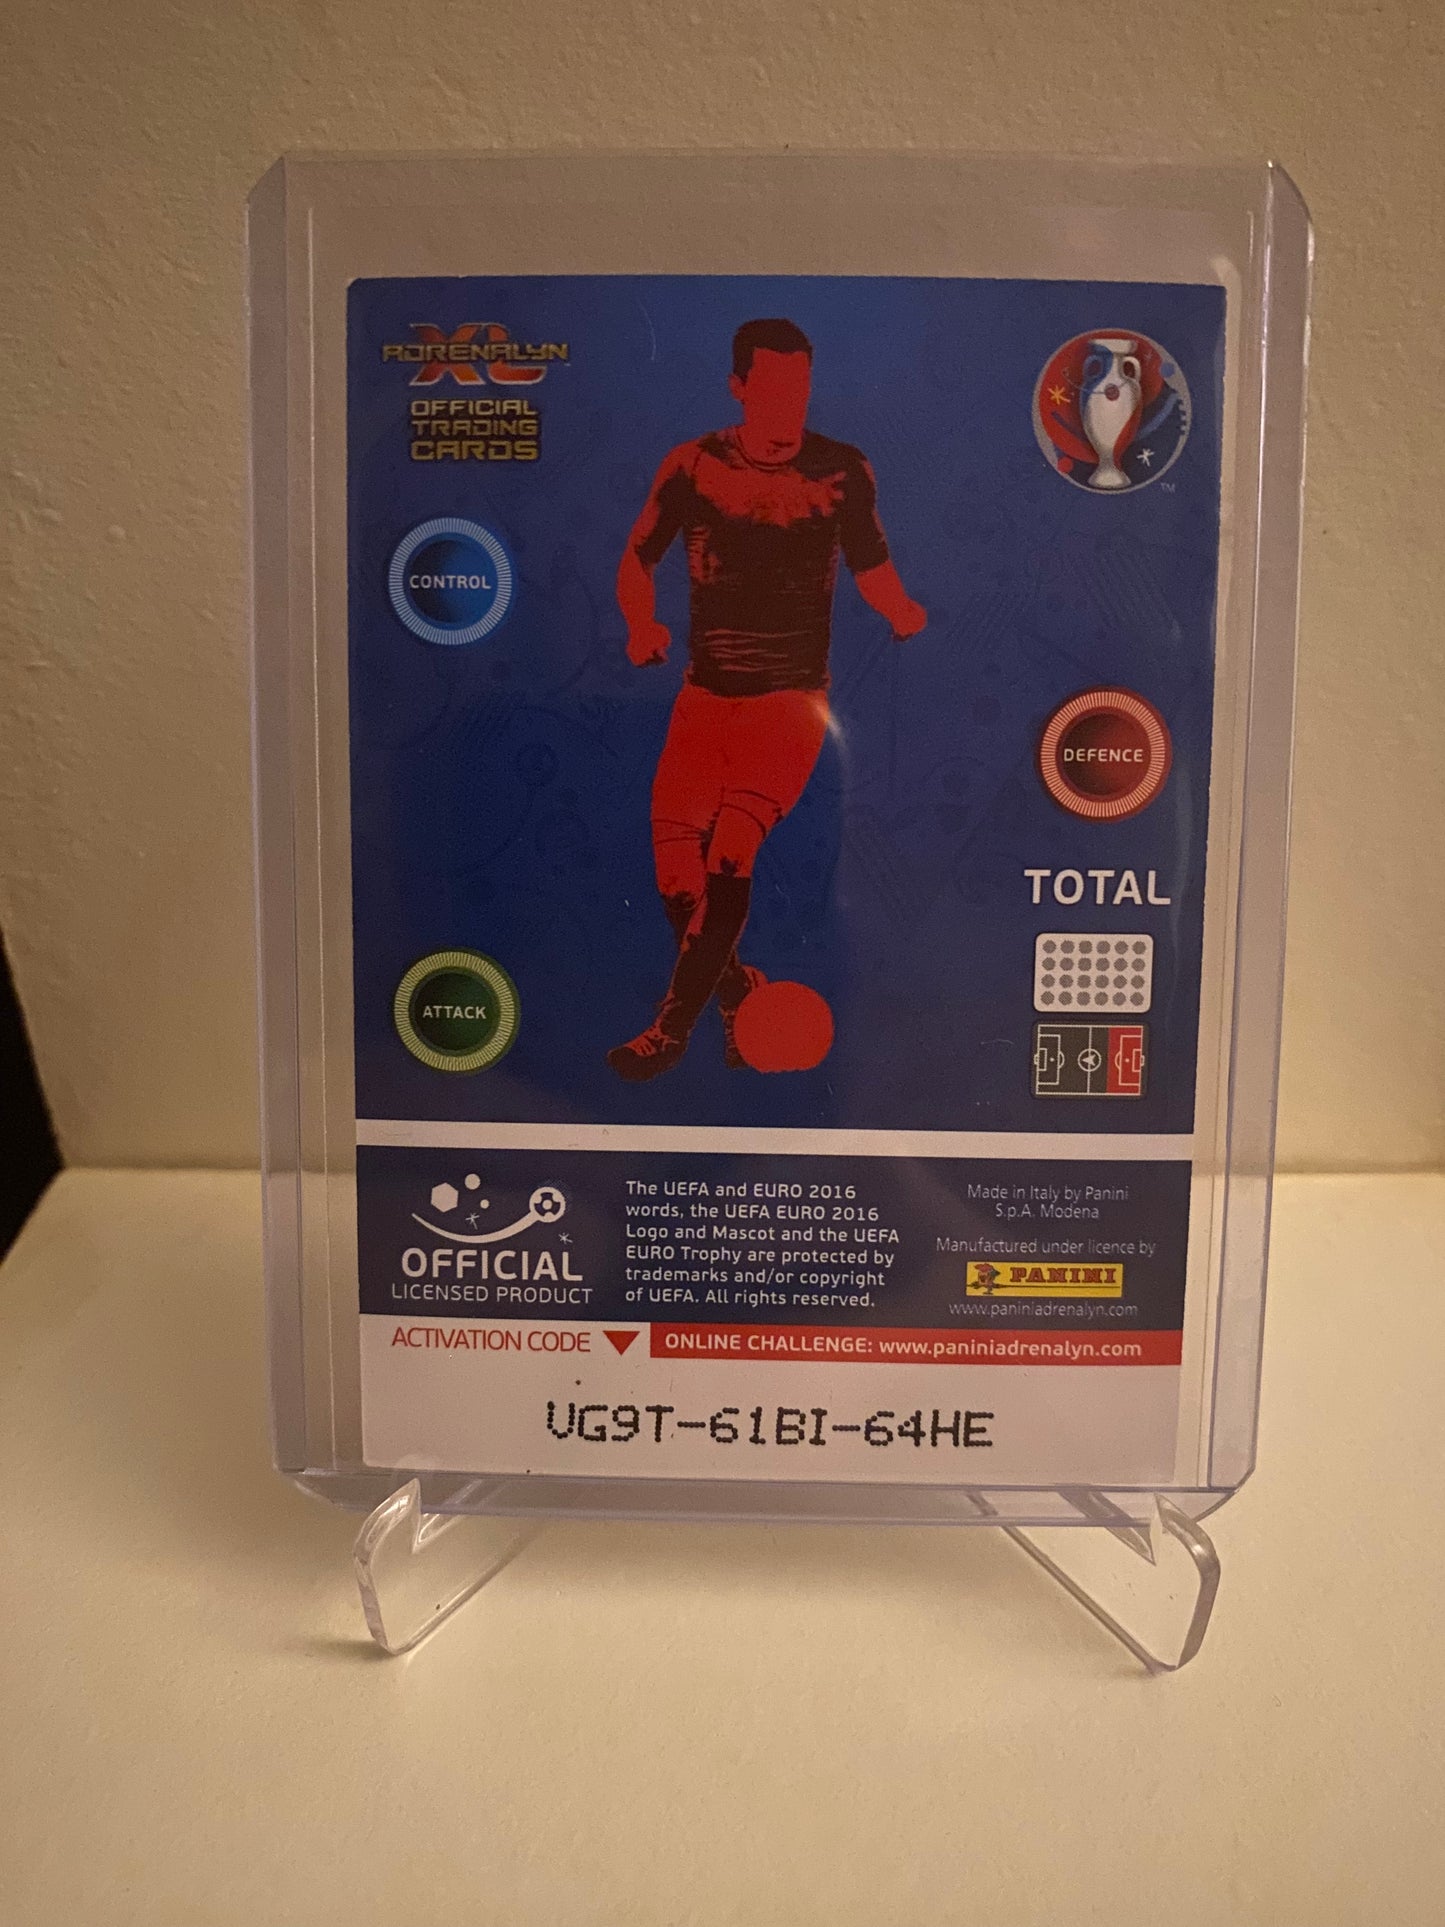 ADRENALYN
XL
OFFICIAL
TRADING
CARDS
TM
CONTROL
DEFENCE
TOTAL
ATTACK
OFFICIAL
LICENSED PRODUCT
The UEFA and EURO 2016
words, the UEFA EURO 2016
Logo and Mascot and the UEFA
EURO Trophy are protected by
trademarks and/or copyright
of UEFA. All rights reserved.
Made in Italy by Panini
S.p.A. Modena
Manufactured under licence by
PANINI
www.paniniadrenalyn.com
ACTIVATION CODE
ONLINE CHALLENGE: www.paniniadrenalyn.com
UG9T-61BI-64HE